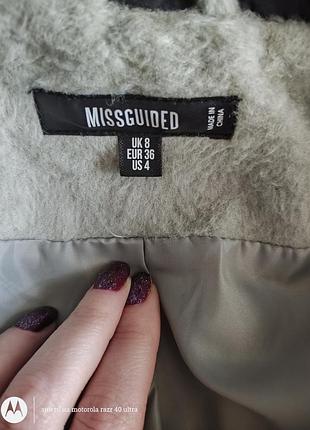 MISSGUIDED
MADE IN
CHINA
UK 8
EUR 36
US 4
motorola razr 40 ultra